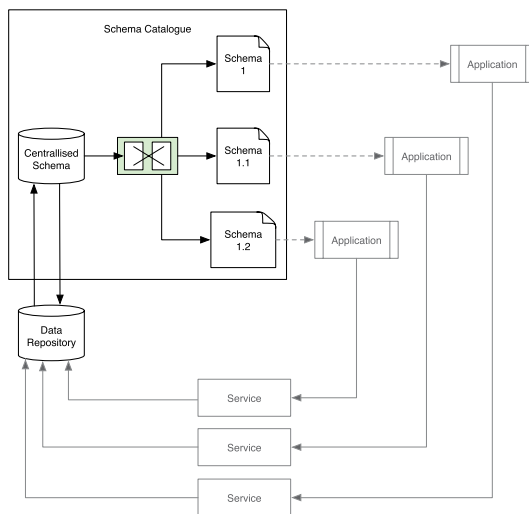 Schema Catalogue
Schema
1
Application
Centralised
Schema
Schema
1.1
Application
Schema
1.2
Application
Data
Repository
Service
Service
Service